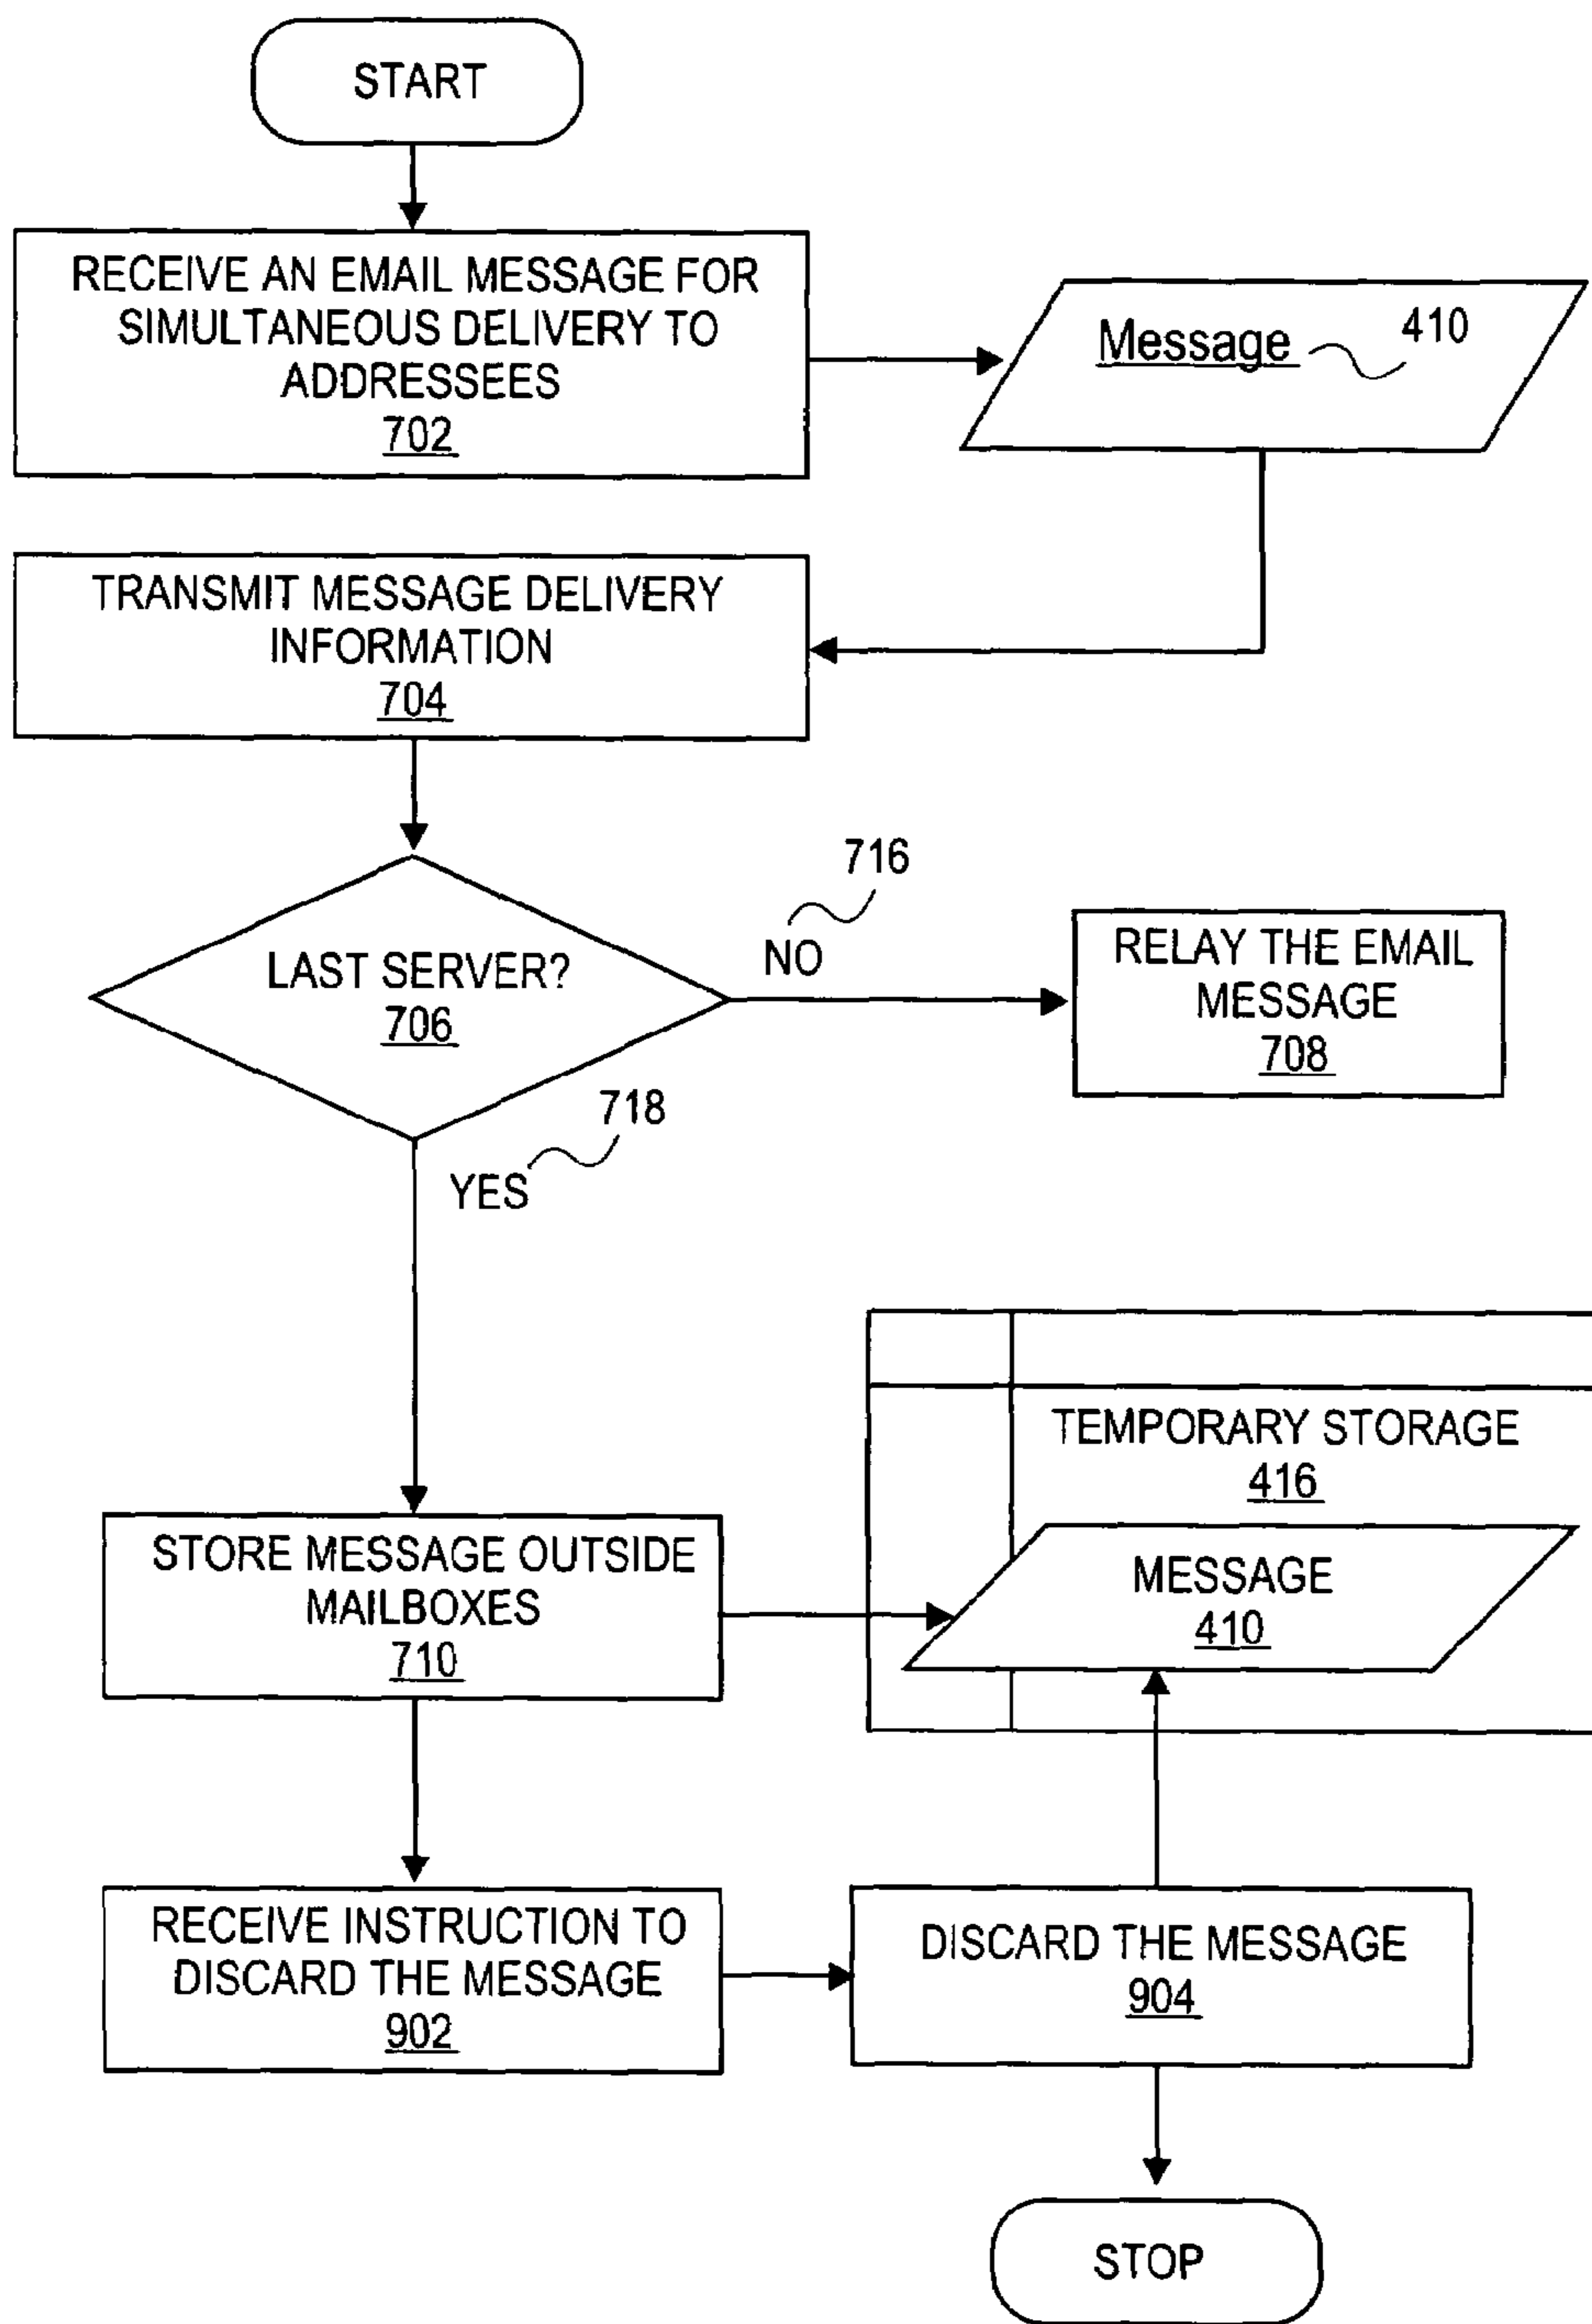 START
RECEIVE AN EMAIL MESSAGE FOR
SIMULTANEOUS DELIVERY TO
ADDRESSEES
702
Message
410
TRANSMIT MESSAGE DELIVERY
INFORMATION
704
716
NO
LAST SERVER?
706
RELAY THE EMAIL
MESSAGE
708
718
YES
TEMPORARY STORAGE
416
STORE MESSAGE OUTSIDE
MAILBOXES
710
MESSAGE
410
RECEIVE INSTRUCTION TO
DISCARD THE MESSAGE
902
DISCARD THE MESSAGE
904
STOP